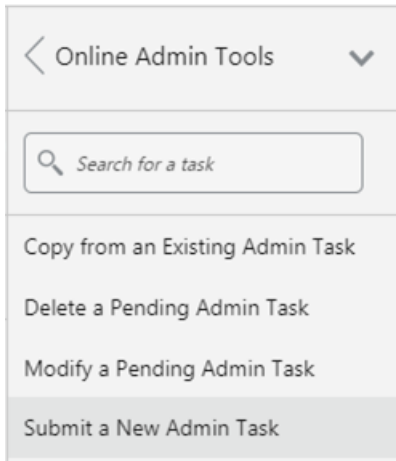 Online Admin Tools
Search for a task
Copy from an Existing Admin Task
Delete a Pending Admin Task
Modify a Pending Admin Task
Submit a New Admin Task